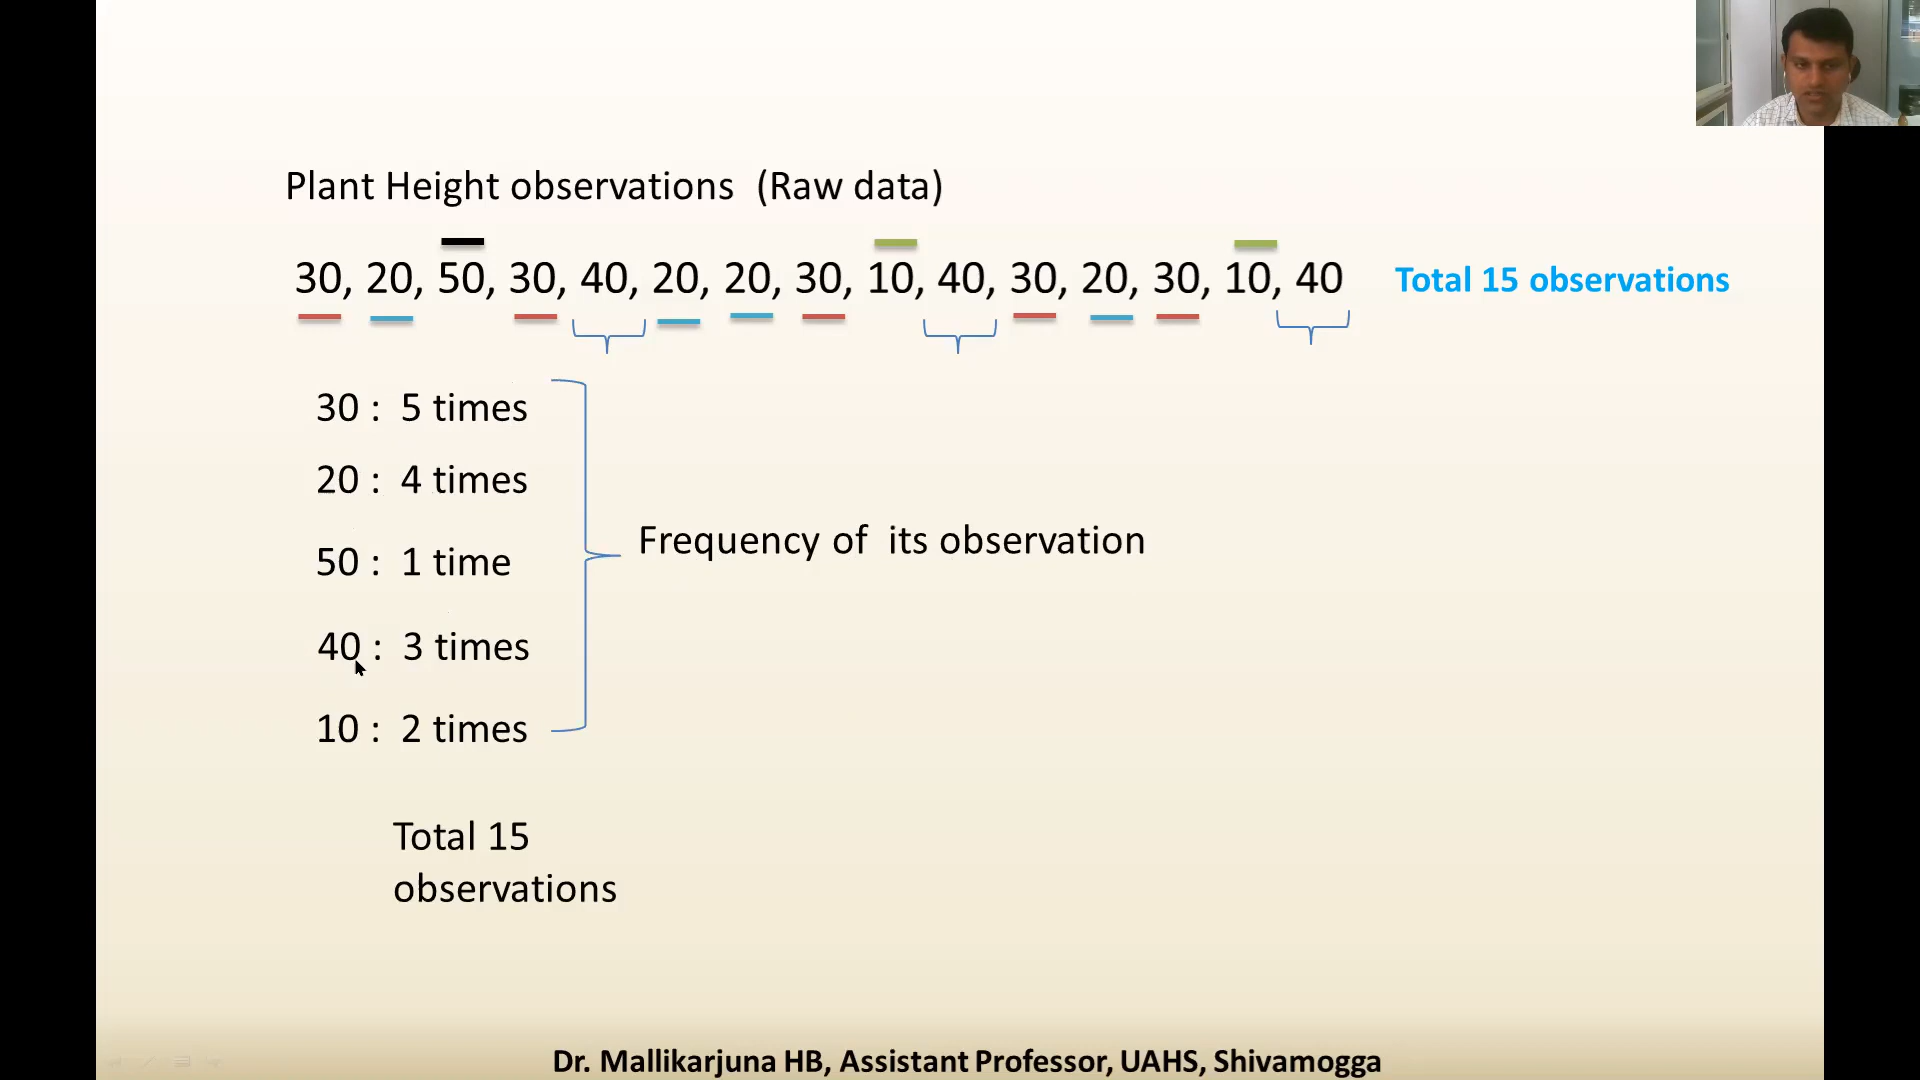 Plant Height observations (Raw data)
30, 20, 50, 30, 40, 20, 20, 30, 10, 40, 30, 20, 30, 10, 40 Total 15 observations
30 : 5 times
20 : 4 times
50 : 1 time
Frequency of its observation
40 : 3 times
10 : 2 times
Total 15
observations
Dr. Mallikarjuna HB, Assistant Professor, UAHS, Shivamogga